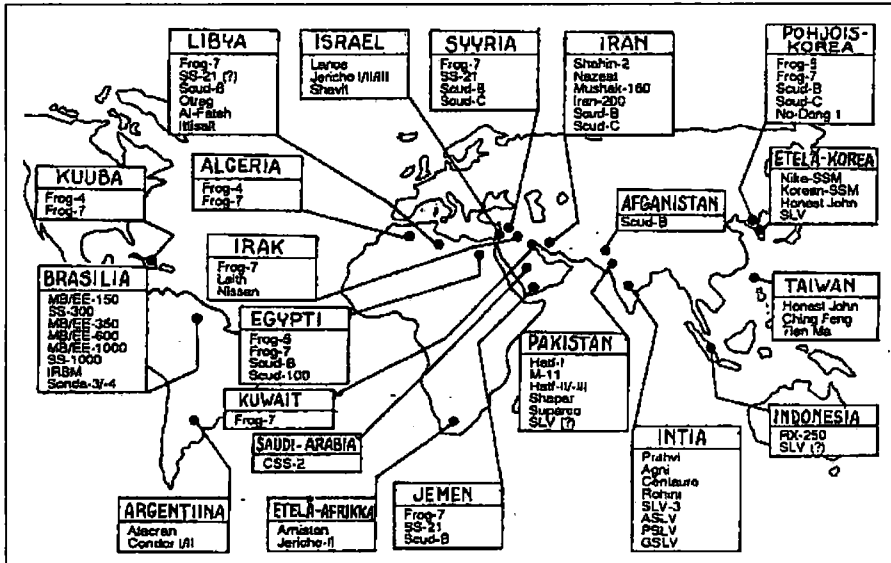 LIBYA
Frog-7
SS-21 (?)
Scud-B
Otrag
Al-Fatah
Ittisalt
ISRAEL
Lance
Jericho I/II/III
Shavit
SYYRIA
Frog-7
SS-21
Scud-B
Scud-C
IRAN
Shahin-2
Nazeat
Mushak-160
Iran-200
Scud-B
Scud-C
POHJOIS-
KOREA
Frog-5
Frog-7
Scud-B
Scud-C
No-Dong 1
KUUBA
Frog-4
Frog-7
ALGERIA
Frog-4
Frog-7
IRAK
Frog-7
Laith
Nissan
AFGANISTAN
Scud-B
ETELÄ-KOREA
Nike-SSM
Korean-SSM
Honest John
SLV
BRASILIA
MB/EE-150
SS-300
MB/EE-350
MB/EE-600
MB/EE-1000
SS-1000
IRBM
Sonda-3/-4
EGYPTI
Frog-5
Frog-7
Scud-B
Scud-100
TAIWAN
Honest John
Ching Feng
Tien Ma
PAKISTAN
Hatf-I
M-11
Hatf-II/-III
Shapar
Suparco
SLV (?)
KUWAIT
Frog-7
SAUDI-ARABIA
CSS-2
INDONESIA
RX-250
SLV (?)
INTIA
Prithvi
Agni
Centaure
Rohini
SLV-3
ASLV
PSLV
GSLV
ARGENTIINA
Alacran
Condor I/II
ETELÄ-AFRIKKA
Arniston
Jericho-II
JEMEN
Frog-7
SS-21
Scud-B